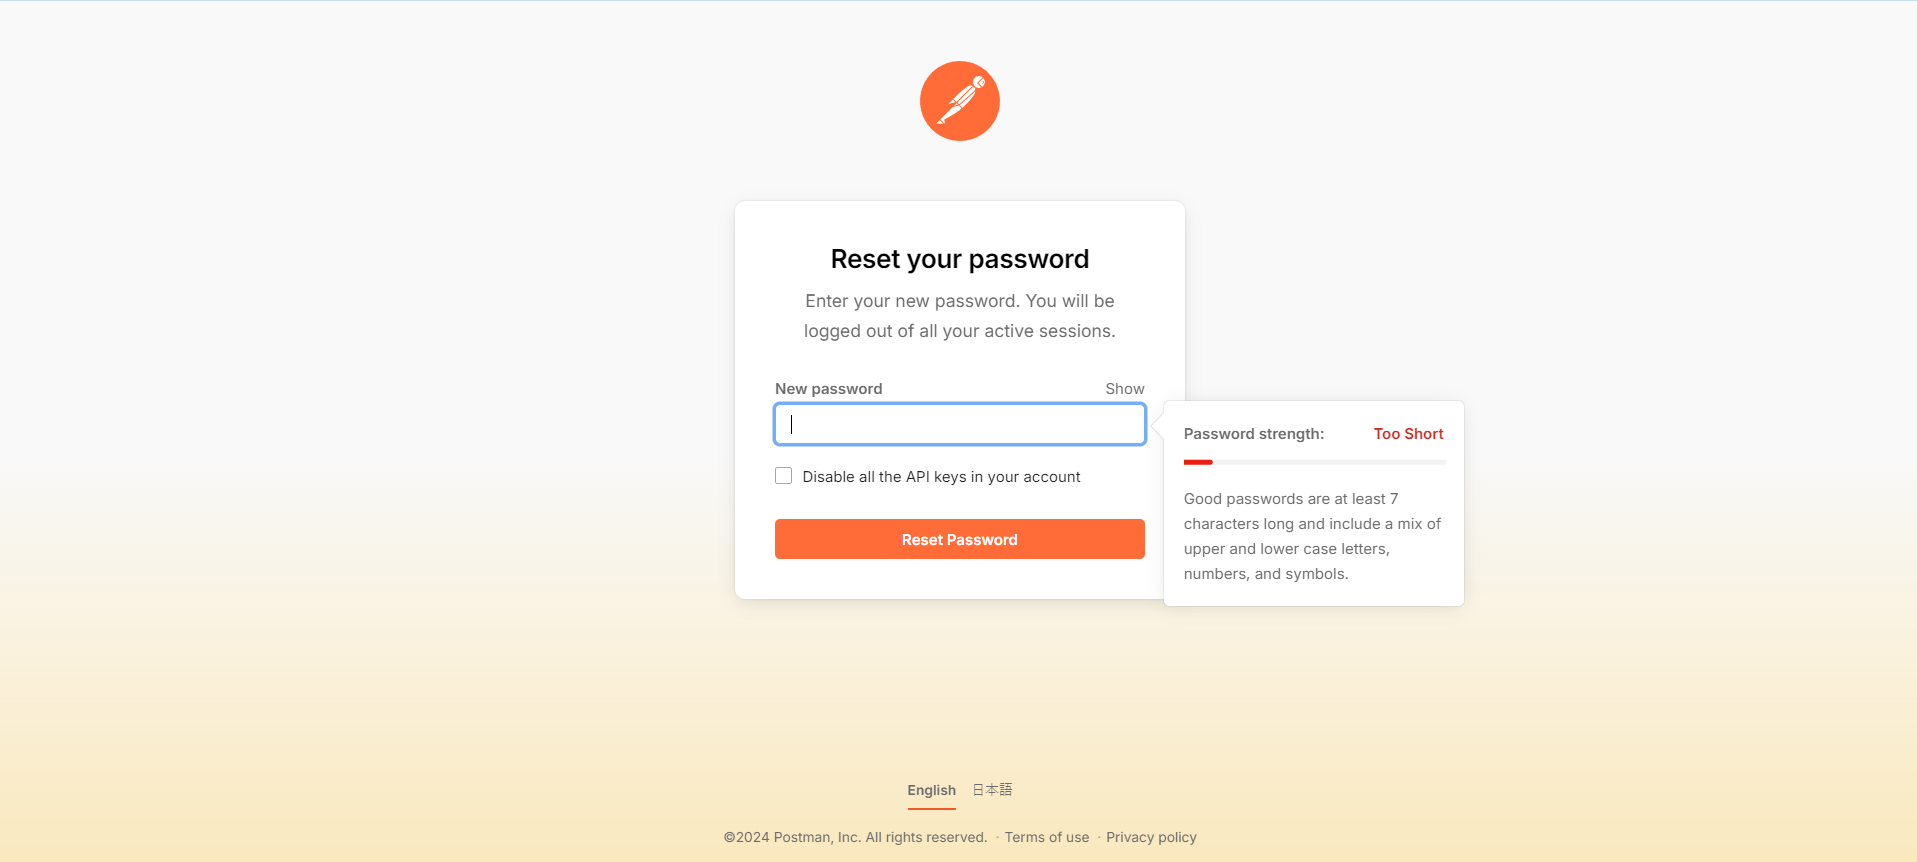 Reset your password
Enter your new password. You will be
logged out of all your active sessions.
New password
Show
Disable all the API keys in your account
Reset Password
Password strength:
Too Short
Good passwords are at least 7
characters long and include a mix of
upper and lower case letters,
numbers, and symbols.
English 日本語
©2024 Postman, Inc. All rights reserved. · Terms of use · Privacy policy